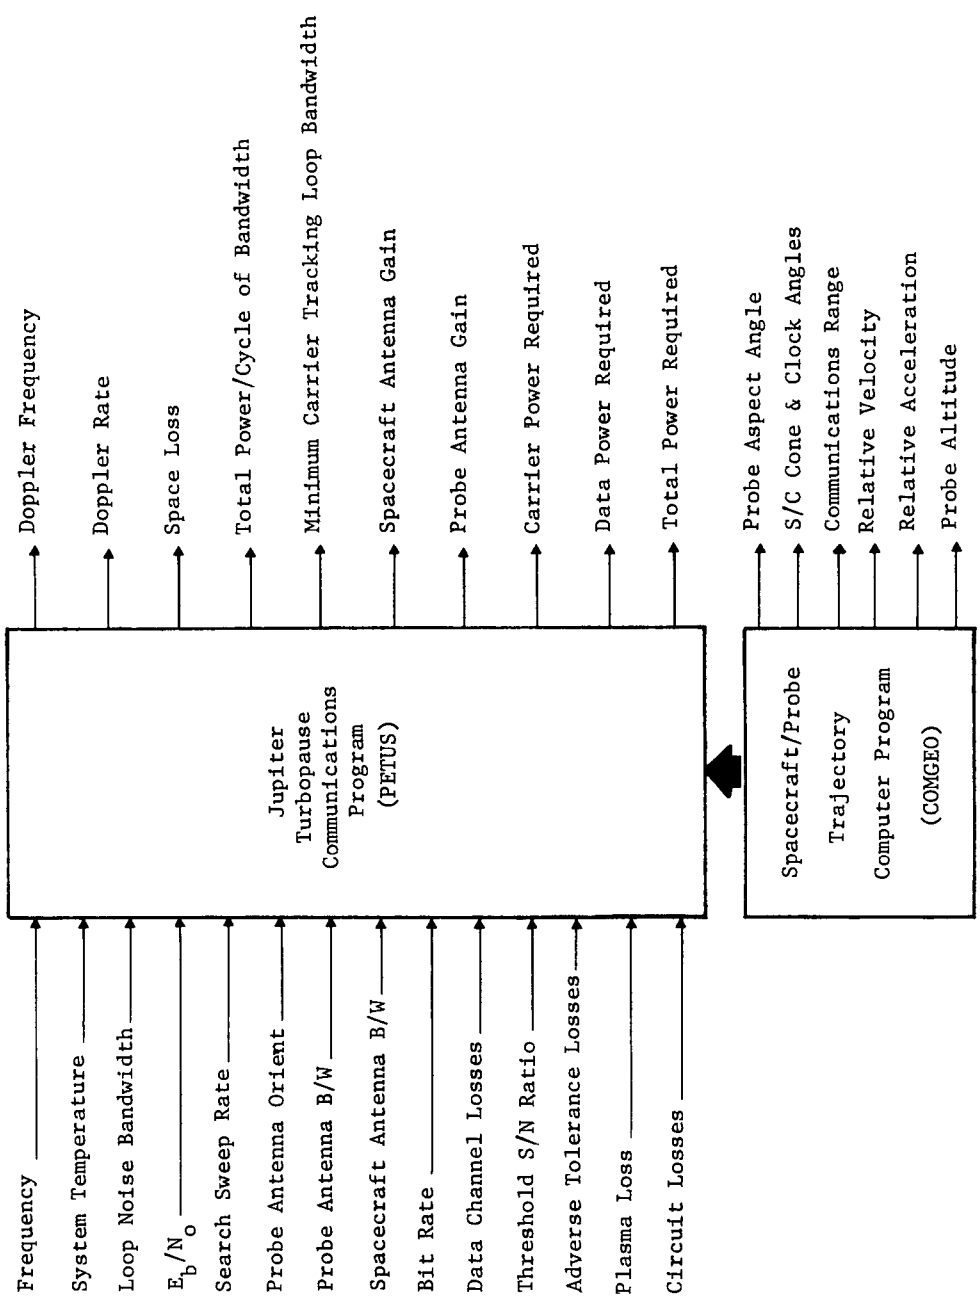 Frequency
System Temperature
Loop Noise Bandwidth
Eb/No
Search Sweep Rate
Probe Antenna Orient
Probe Antenna B/W
Spacecraft Antenna B/W
Bit Rate
Data Channel Losses
Threshold S/N Ratio
Adverse Tolerance Losses
Plasma Loss
Circuit Losses
Jupiter
Turbopause
Communications
Program
(PETUS)
Doppler Frequency
Doppler Rate
Space Loss
Total Power/Cycle of Bandwidth
Minimum Carrier Tracking Loop Bandwidth
Spacecraft Antenna Gain
Probe Antenna Gain
Carrier Power Required
Data Power Required
Total Power Required
Spacecraft/Probe
Trajectory
Computer Program
(COMGEO)
Probe Aspect Angle
S/C Cone & Clock Angles
Communications Range
Relative Velocity
Relative Acceleration
Probe Altitude